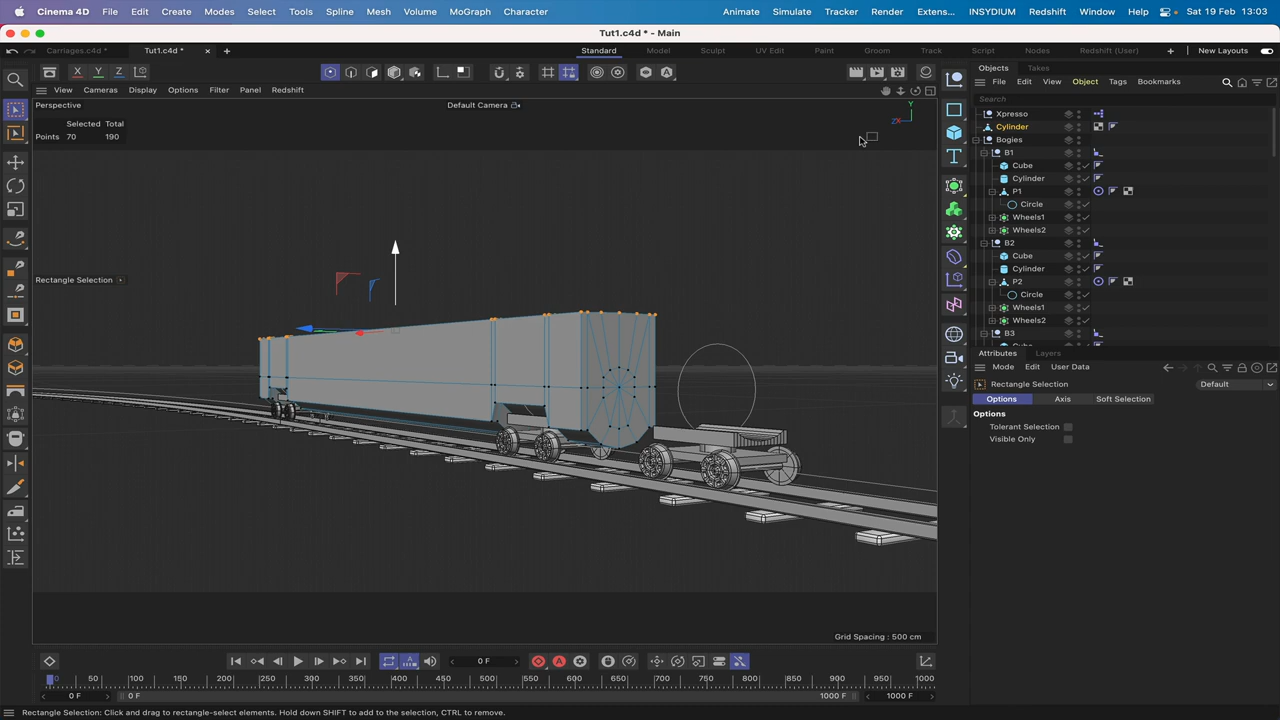 Cinema 4D File Edit Create Modes Select Tools Spline Mesh Volume MoGraph Character Animate Simulate Tracker Render Extens... INSYDIUM Redshift Window Help Sat 19 Feb 13:03
Tut1.c4d * - Main
Carriages.c4d * Tut1.c4d * Standard Model Sculpt UV Edit Paint Groom Track Script Nodes Redshift (User) New Layouts
X Y Z
Objects Takes
File Edit View Object Tags Bookmarks
View Cameras Display Options Filter Panel Redshift
Search
Perspective Default Camera
Y
Selected Total
Points 70 190
Xpresso
Cylinder
Bogies
B1
Cube
Cylinder
P1
Circle
Wheels1
Wheels2
B2
Cube
Cylinder
P2
Circle
Wheels1
Wheels2
B3
Rectangle Selection
Attributes Layers
Mode Edit User Data
Rectangle Selection Default
Options Axis Soft Selection
Options
Tolerant Selection
Visible Only
Grid Spacing : 500 cm
0 F
0 50 100 150 200 250 300 350 400 450 500 550 600 650 700 750 800 850 900 950 1000
0 F 0 F 1000 F 1000 F
Rectangle Selection: Click and drag to rectangle-select elements. Hold down SHIFT to add to the selection, CTRL to remove.